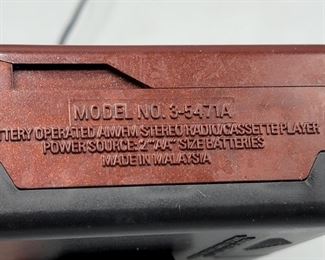 MODEL NO. 3-5471A
TTERY OPERATED AM/FM STEREO RADIO/CASSETTE PLAYER
POWER SOURCE: 2 "AA" SIZE BATTERIES
MADE IN MALAYSIA